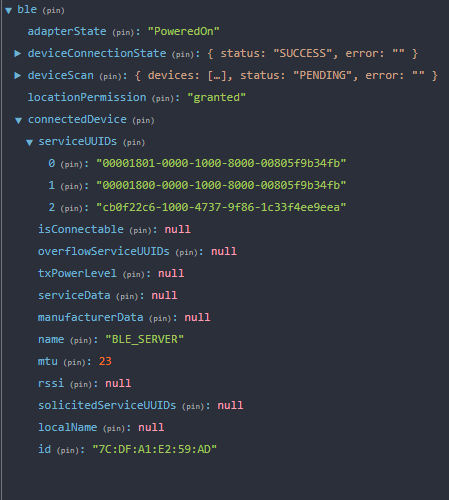 ▼ ble (pin)
adapterState (pin): "PoweredOn"
▶ deviceConnectionState (pin): { status: "SUCCESS", error: "" }
▶ deviceScan (pin): { devices: […], status: "PENDING", error: "" }
locationPermission (pin): "granted"
▼ connectedDevice (pin)
▼ serviceUUIDs (pin)
0 (pin): "00001801-0000-1000-8000-00805f9b34fb"
1 (pin): "00001800-0000-1000-8000-00805f9b34fb"
2 (pin): "cb0f22c6-1000-4737-9f86-1c33f4ee9eea"
isConnectable (pin): null
overflowServiceUUIDs (pin): null
txPowerLevel (pin): null
serviceData (pin): null
manufacturerData (pin): null
name (pin): "BLE_SERVER"
mtu (pin): 23
rssi (pin): null
solicitedServiceUUIDs (pin): null
localName (pin): null
id (pin): "7C:DF:A1:E2:59:AD"